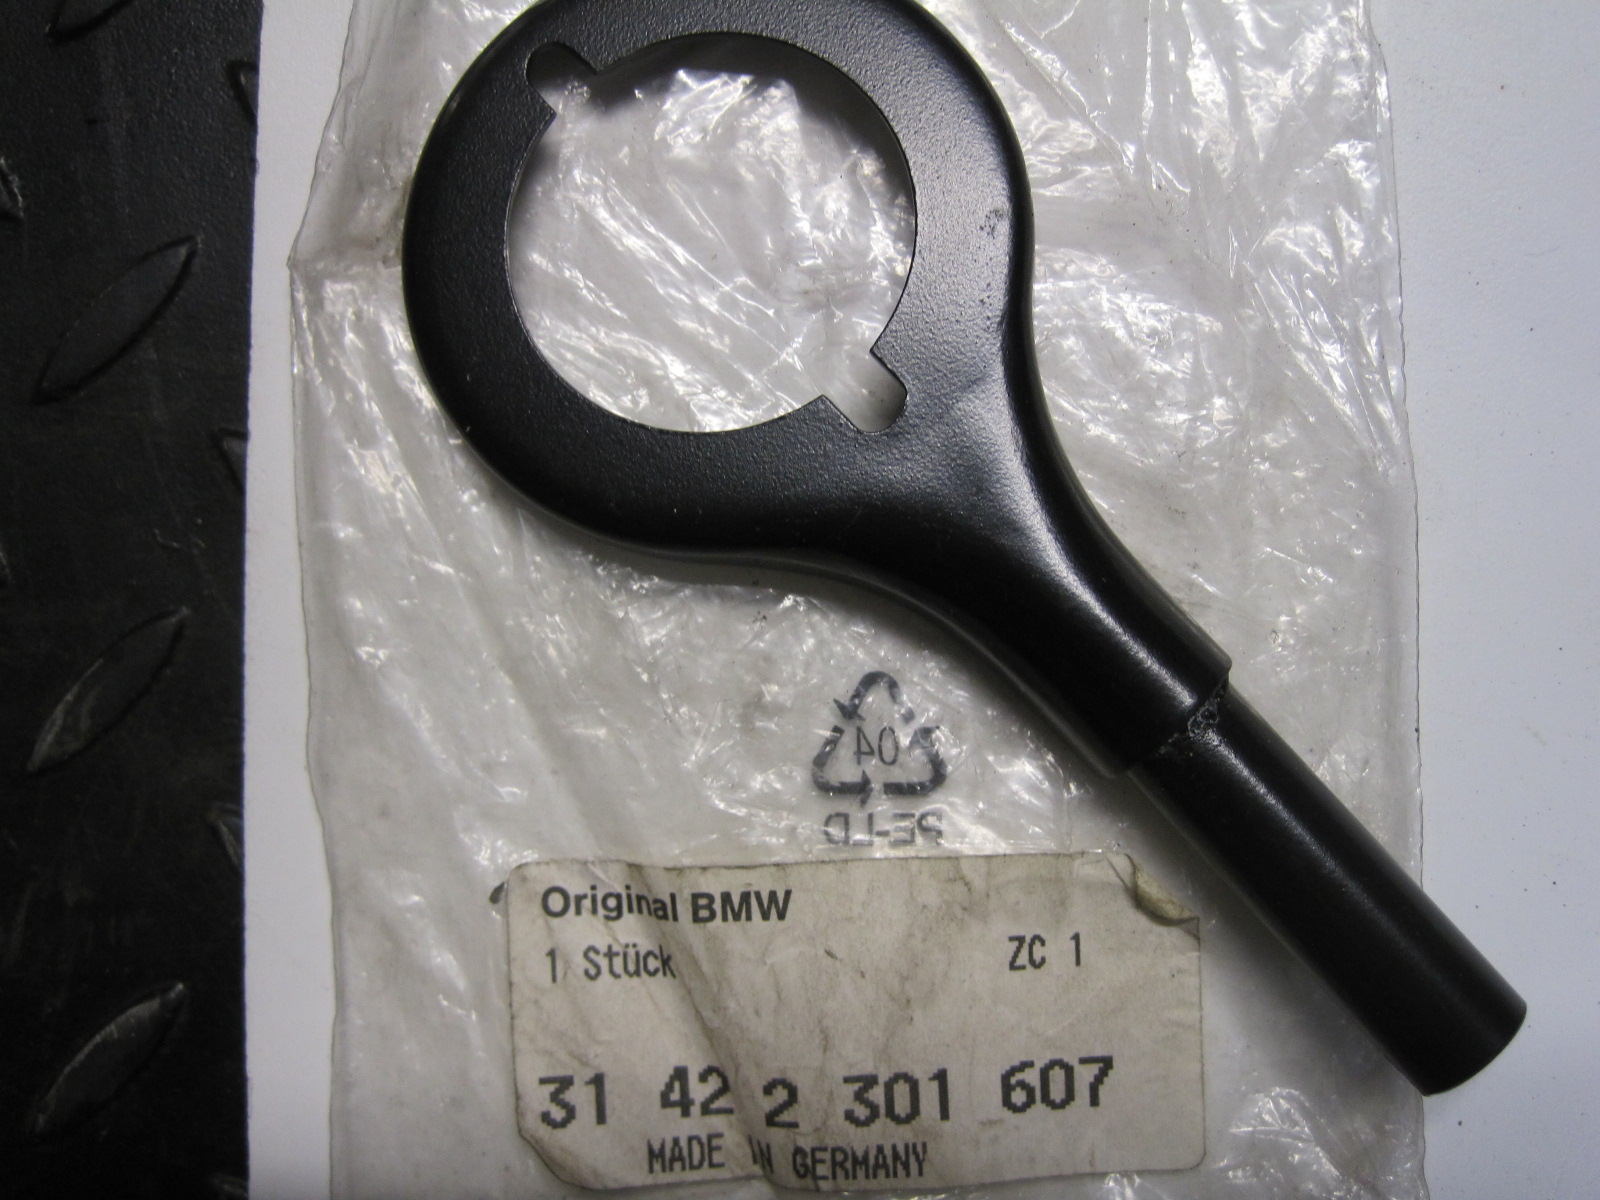 04
PE-LD
Original BMW
1 Stück ZC 1
31 42 2 301 607
MADE IN GERMANY